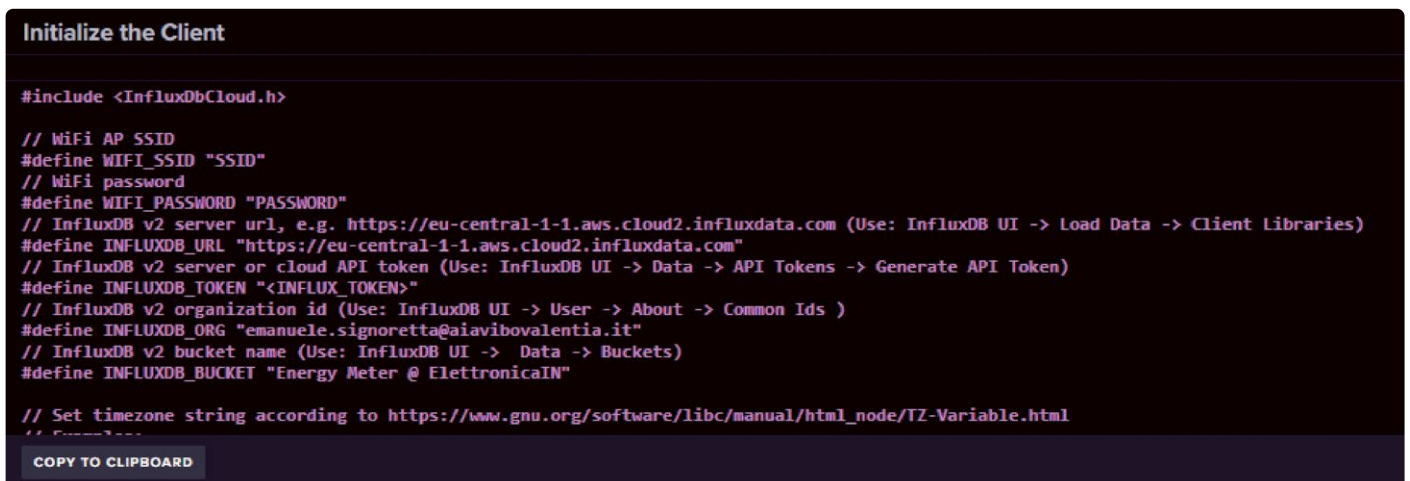 Initialize the Client
#include <InfluxDbCloud.h>
// WiFi AP SSID
#define WIFI_SSID "SSID"
// WiFi password
#define WIFI_PASSWORD "PASSWORD"
// InfluxDB v2 server url, e.g. https://eu-central-1-1.aws.cloud2.influxdata.com (Use: InfluxDB UI -> Load Data -> Client Libraries)
#define INFLUXDB_URL "https://eu-central-1-1.aws.cloud2.influxdata.com"
// InfluxDB v2 server or cloud API token (Use: InfluxDB UI -> Data -> API Tokens -> Generate API Token)
#define INFLUXDB_TOKEN "<INFLUX_TOKEN>"
// InfluxDB v2 organization id (Use: InfluxDB UI -> User -> About -> Common Ids )
#define INFLUXDB_ORG "emanuele.signoretta@aiavibovalentia.it"
// InfluxDB v2 bucket name (Use: InfluxDB UI ->  Data -> Buckets)
#define INFLUXDB_BUCKET "Energy Meter @ ElettronicaIN"
// Set timezone string according to https://www.gnu.org/software/libc/manual/html_node/TZ-Variable.html
COPY TO CLIPBOARD